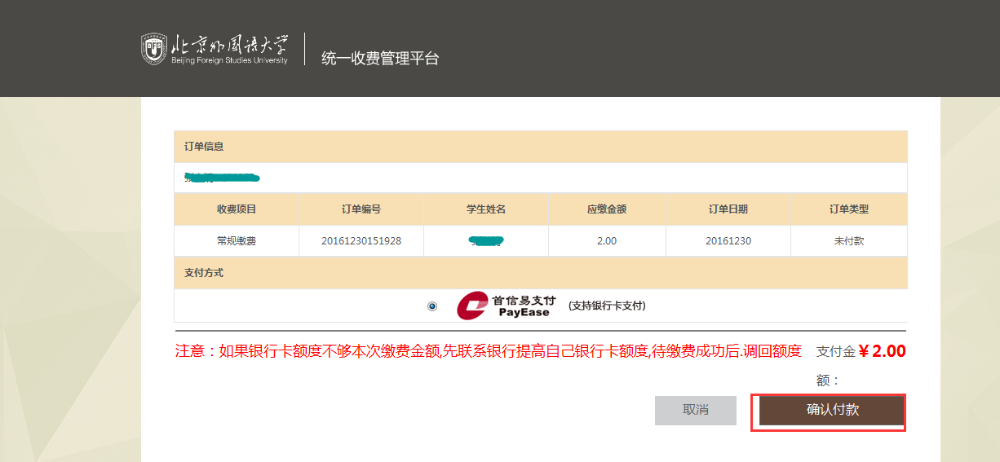 北京外国语大学
BFSU
Beijing Foreign Studies University
统一收费管理平台
订单信息
收费项目 订单编号 学生姓名 应缴金额 订单日期 订单类型
常规缴费 20161230151928 2.00 20161230 未付款
支付方式
首信易支付 (支持银行卡支付)
PayEase
注意：如果银行卡额度不够本次缴费金额,先联系银行提高自己银行卡额度,待缴费成功后.调回额度 支付金 ¥2.00
额：
取消 确认付款